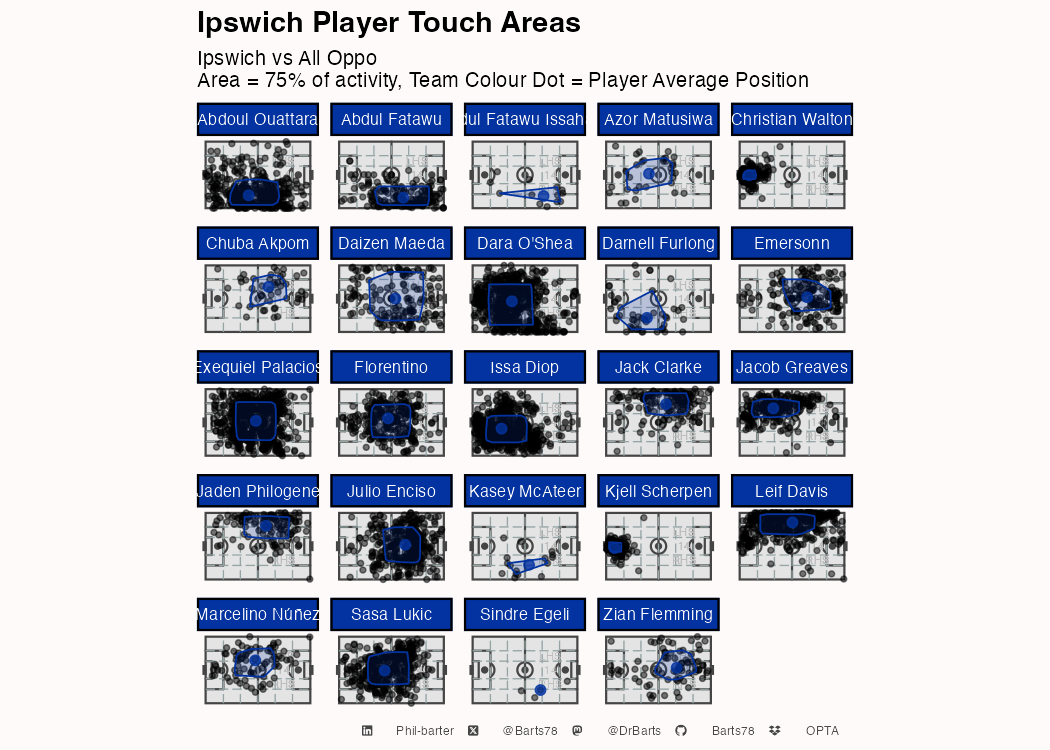 Ipswich Player Touch Areas
Ipswich vs All Oppo
Area = 75% of activity, Team Colour Dot = Player Average Position
Abdoul Ouattara Abdul Fatawu dul Fatawu Issah Azor Matusiwa Christian Walton
Chuba Akpom Daizen Maeda Dara O'Shea Darnell Furlong Emersonn
Exequiel Palacios Florentino Issa Diop Jack Clarke Jacob Greaves
Jaden Philogene Julio Enciso Kasey McAteer Kjell Scherpen Leif Davis
Marcelino Núñez Sasa Lukic Sindre Egeli Zian Flemming
Phil-barter @Barts78 @DrBarts Barts78 OPTA